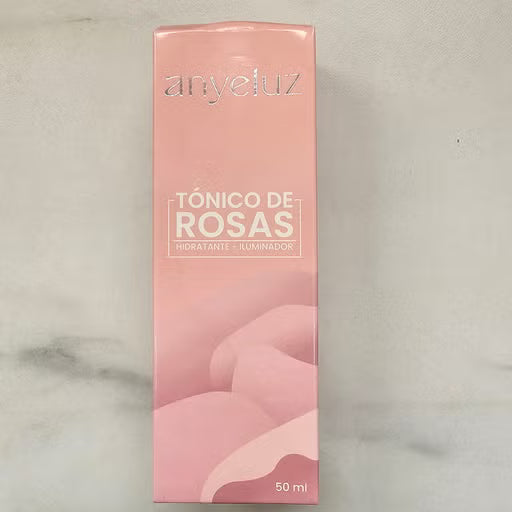 anyeluz
TÓNICO DE
ROSAS
HIDRATANTE - ILUMINADOR
50 ml